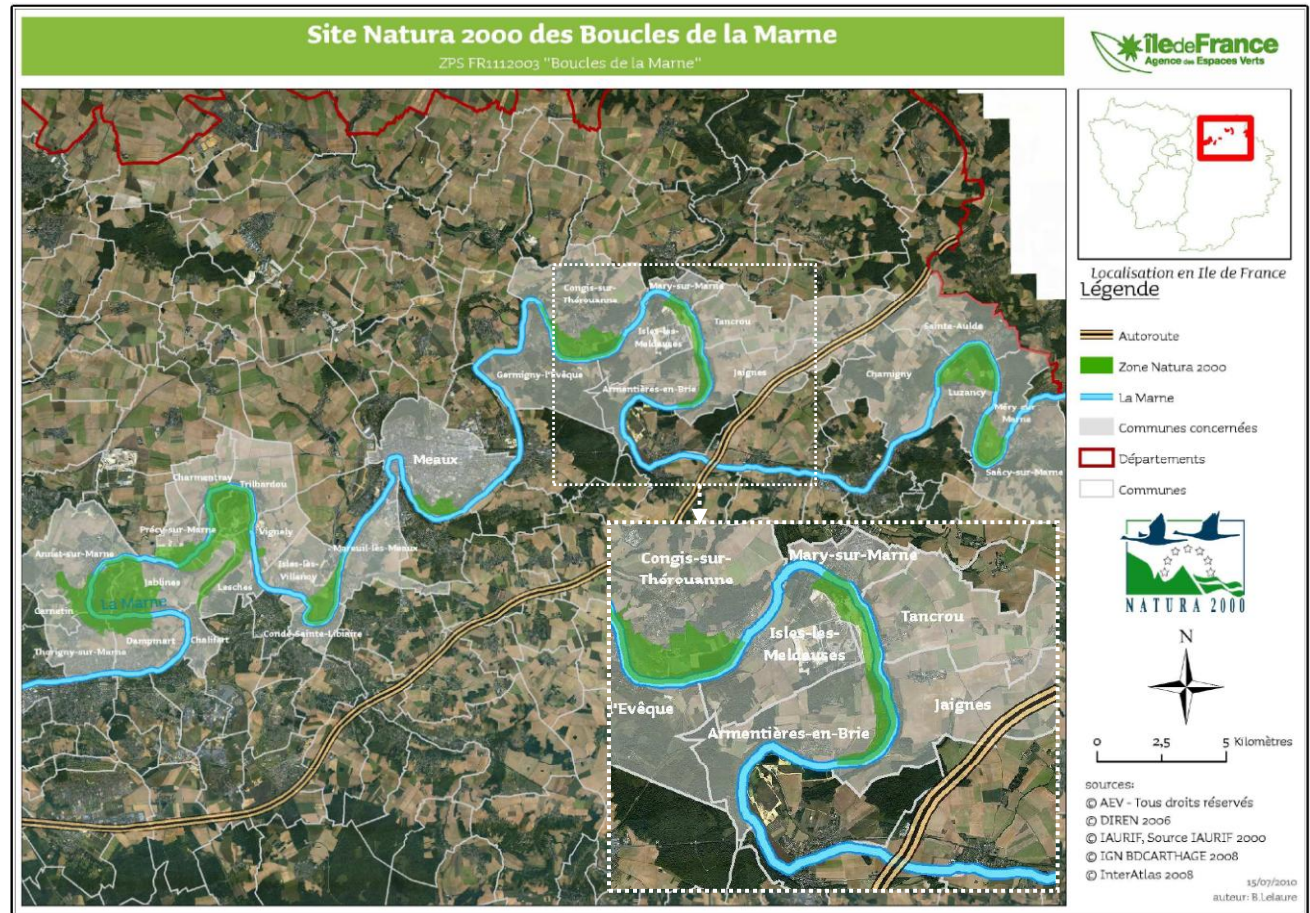 Site Natura 2000 des Boucles de la Marne
ZPS FR1112003 "Boucles de la Marne"
îledeFrance
Agence des Espaces Verts
Localisation en Ile de France
Légende
Autoroute
Zone Natura 2000
La Marne
Communes concernées
Départements
Communes
NATURA 2000
N
0 2,5 5 Kilomètres
sources:
© AEV - Tous droits réservés
© DIREN 2006
© IAURIF, Source IAURIF 2000
© IGN BDCARTHAGE 2008
© InterAtlas 2008
15/07/2010
auteur: B.Lelaure
Congis-sur-
Thérouanne
Mary-sur-Marne
Tancrou
Isles-les-
Meldeuses
Germigny-l'Evêque
Armentières-en-Brie
Jaignes
Sainte-Aulde
Chamigny
Luzancy
Méry-sur-
Marne
Saâcy-sur-Marne
Meaux
Charmentray
Trilbardou
Précy-sur-Marne
Vignely
Mareuil-lès-Meaux
Isles-lès-
Villenoy
Annet-sur-Marne
Jablines
Lesches
La Marne
Carnetin
Dampmart
Chalifert
Condé-Sainte-Libiaire
Thorigny-sur-Marne
Congis-sur-
Thérouanne
Mary-sur-Marne
Tancrou
Isles-les-
Meldeuses
l'Evêque
Jaignes
Armentières-en-Brie